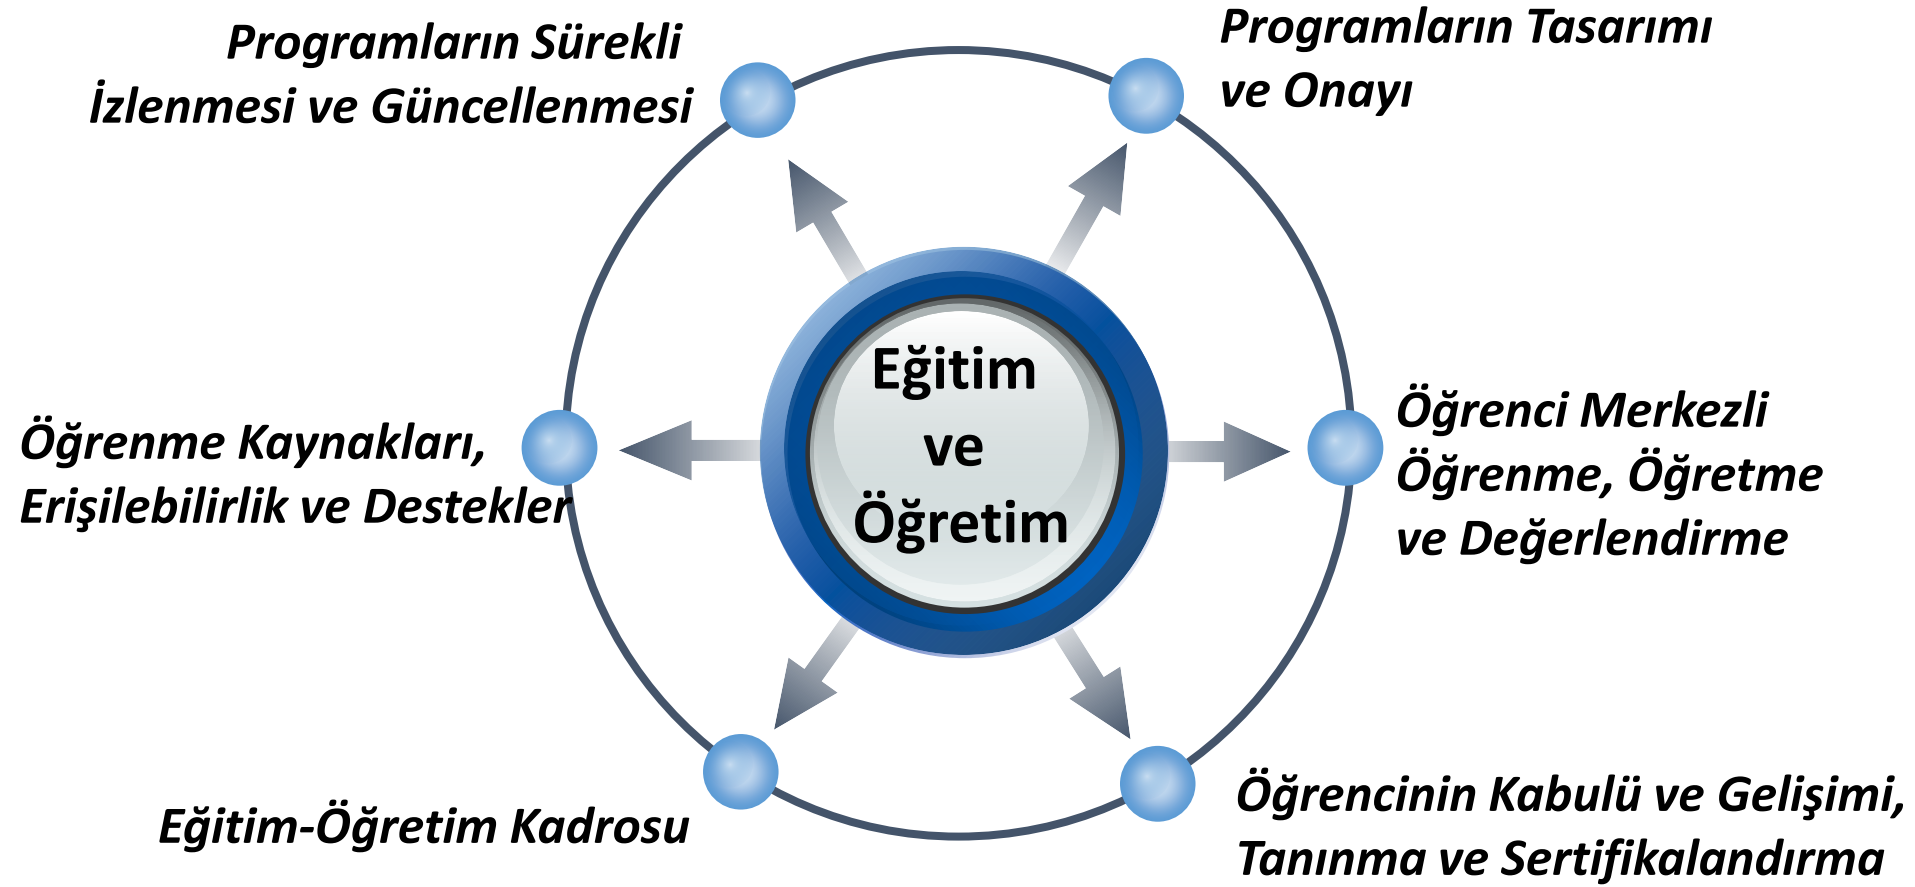 Programların Sürekli
İzlenmesi ve Güncellenmesi
Programların Tasarımı
ve Onayı
Eğitim
ve
Öğretim
Öğrenme Kaynakları,
Erişilebilirlik ve Destekler
Öğrenci Merkezli
Öğrenme, Öğretme
ve Değerlendirme
Eğitim-Öğretim Kadrosu
Öğrencinin Kabulü ve Gelişimi,
Tanınma ve Sertifikalandırma